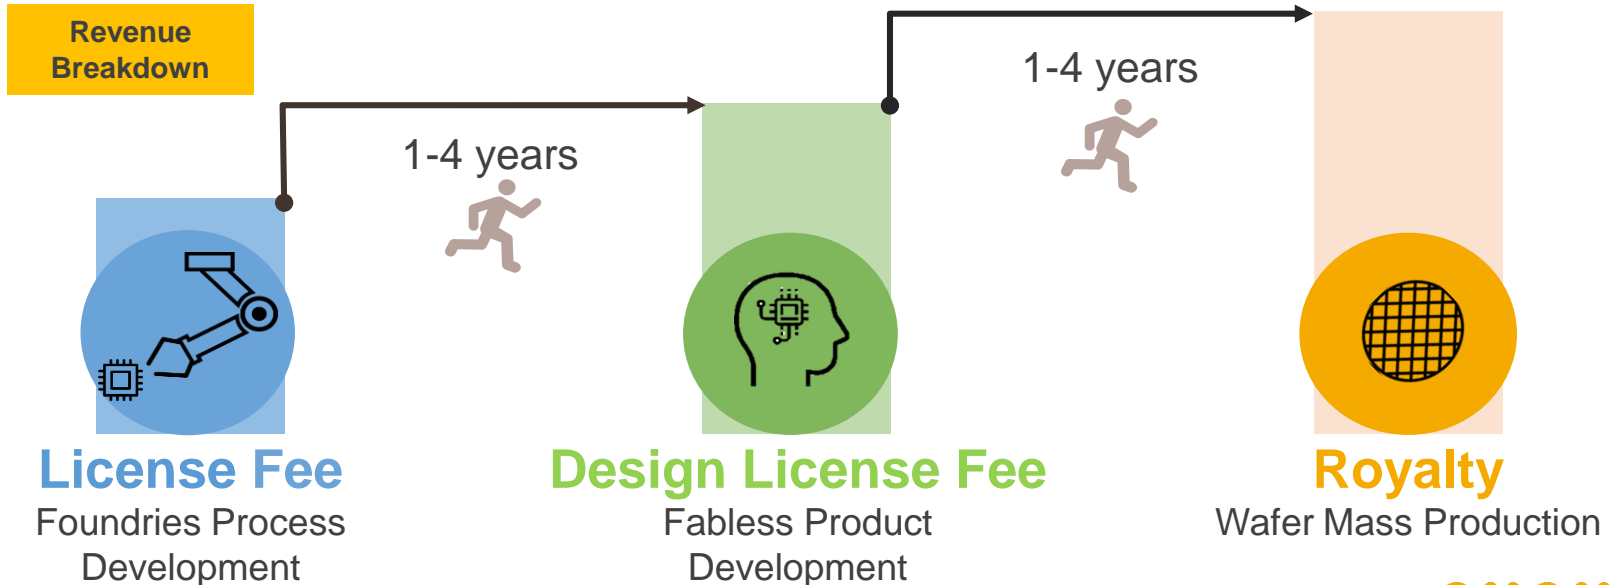 Revenue
Breakdown
1-4 years
1-4 years
License Fee
Foundries Process
Development
Design License Fee
Fabless Product
Development
Royalty
Wafer Mass Production